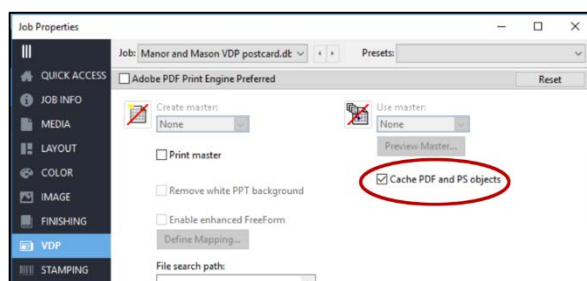 Job Properties
Job: Manor and Mason VDP postcard.dt Presets:
QUICK ACCESS
Adobe PDF Print Engine Preferred Reset
JOB INFO
Create master: Use master:
None None
MEDIA
Preview Master...
LAYOUT
Print master
COLOR
Cache PDF and PS objects
IMAGE
Remove white PPT background
FINISHING
Enable enhanced FreeForm
VDP
Define Mapping...
STAMPING
File search path: